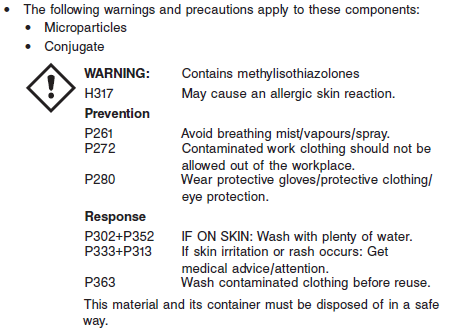 • The following warnings and precautions apply to these components:
• Microparticles
• Conjugate
WARNING: Contains methylisothiazolones
H317 May cause an allergic skin reaction.
Prevention
P261 Avoid breathing mist/vapours/spray.
P272 Contaminated work clothing should not be
allowed out of the workplace.
P280 Wear protective gloves/protective clothing/
eye protection.
Response
P302+P352 IF ON SKIN: Wash with plenty of water.
P333+P313 If skin irritation or rash occurs: Get
medical advice/attention.
P363 Wash contaminated clothing before reuse.
This material and its container must be disposed of in a safe
way.